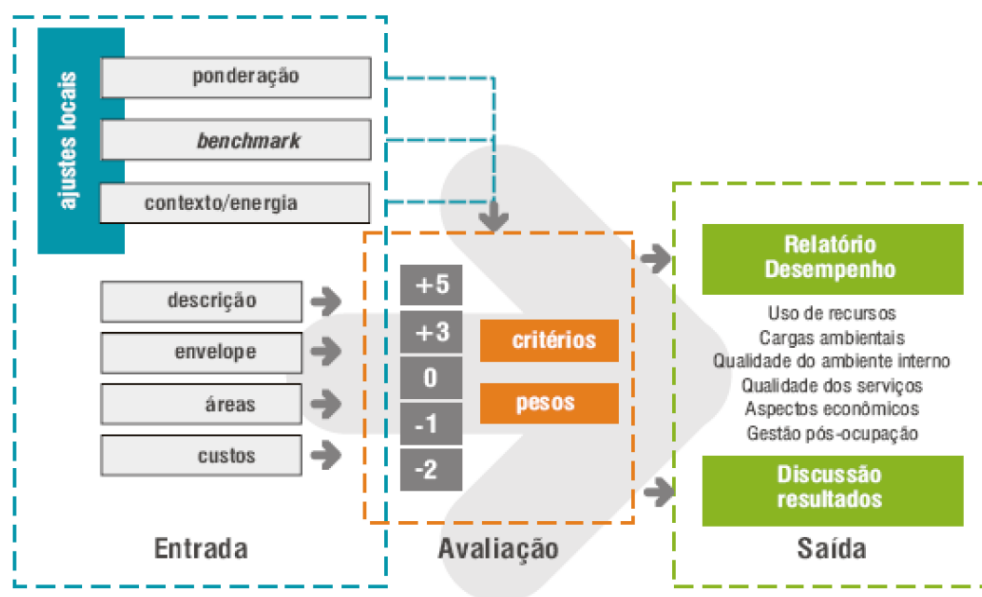 ajustes locais
ponderação
benchmark
contexto/energia
descrição
envelope
áreas
custos
Entrada
+5
+3
0
-1
-2
critérios
pesos
Avaliação
Relatório
Desempenho
Uso de recursos
Cargas ambientais
Qualidade do ambiente interno
Qualidade dos serviços
Aspectos econômicos
Gestão pós-ocupação
Discussão
resultados
Saída